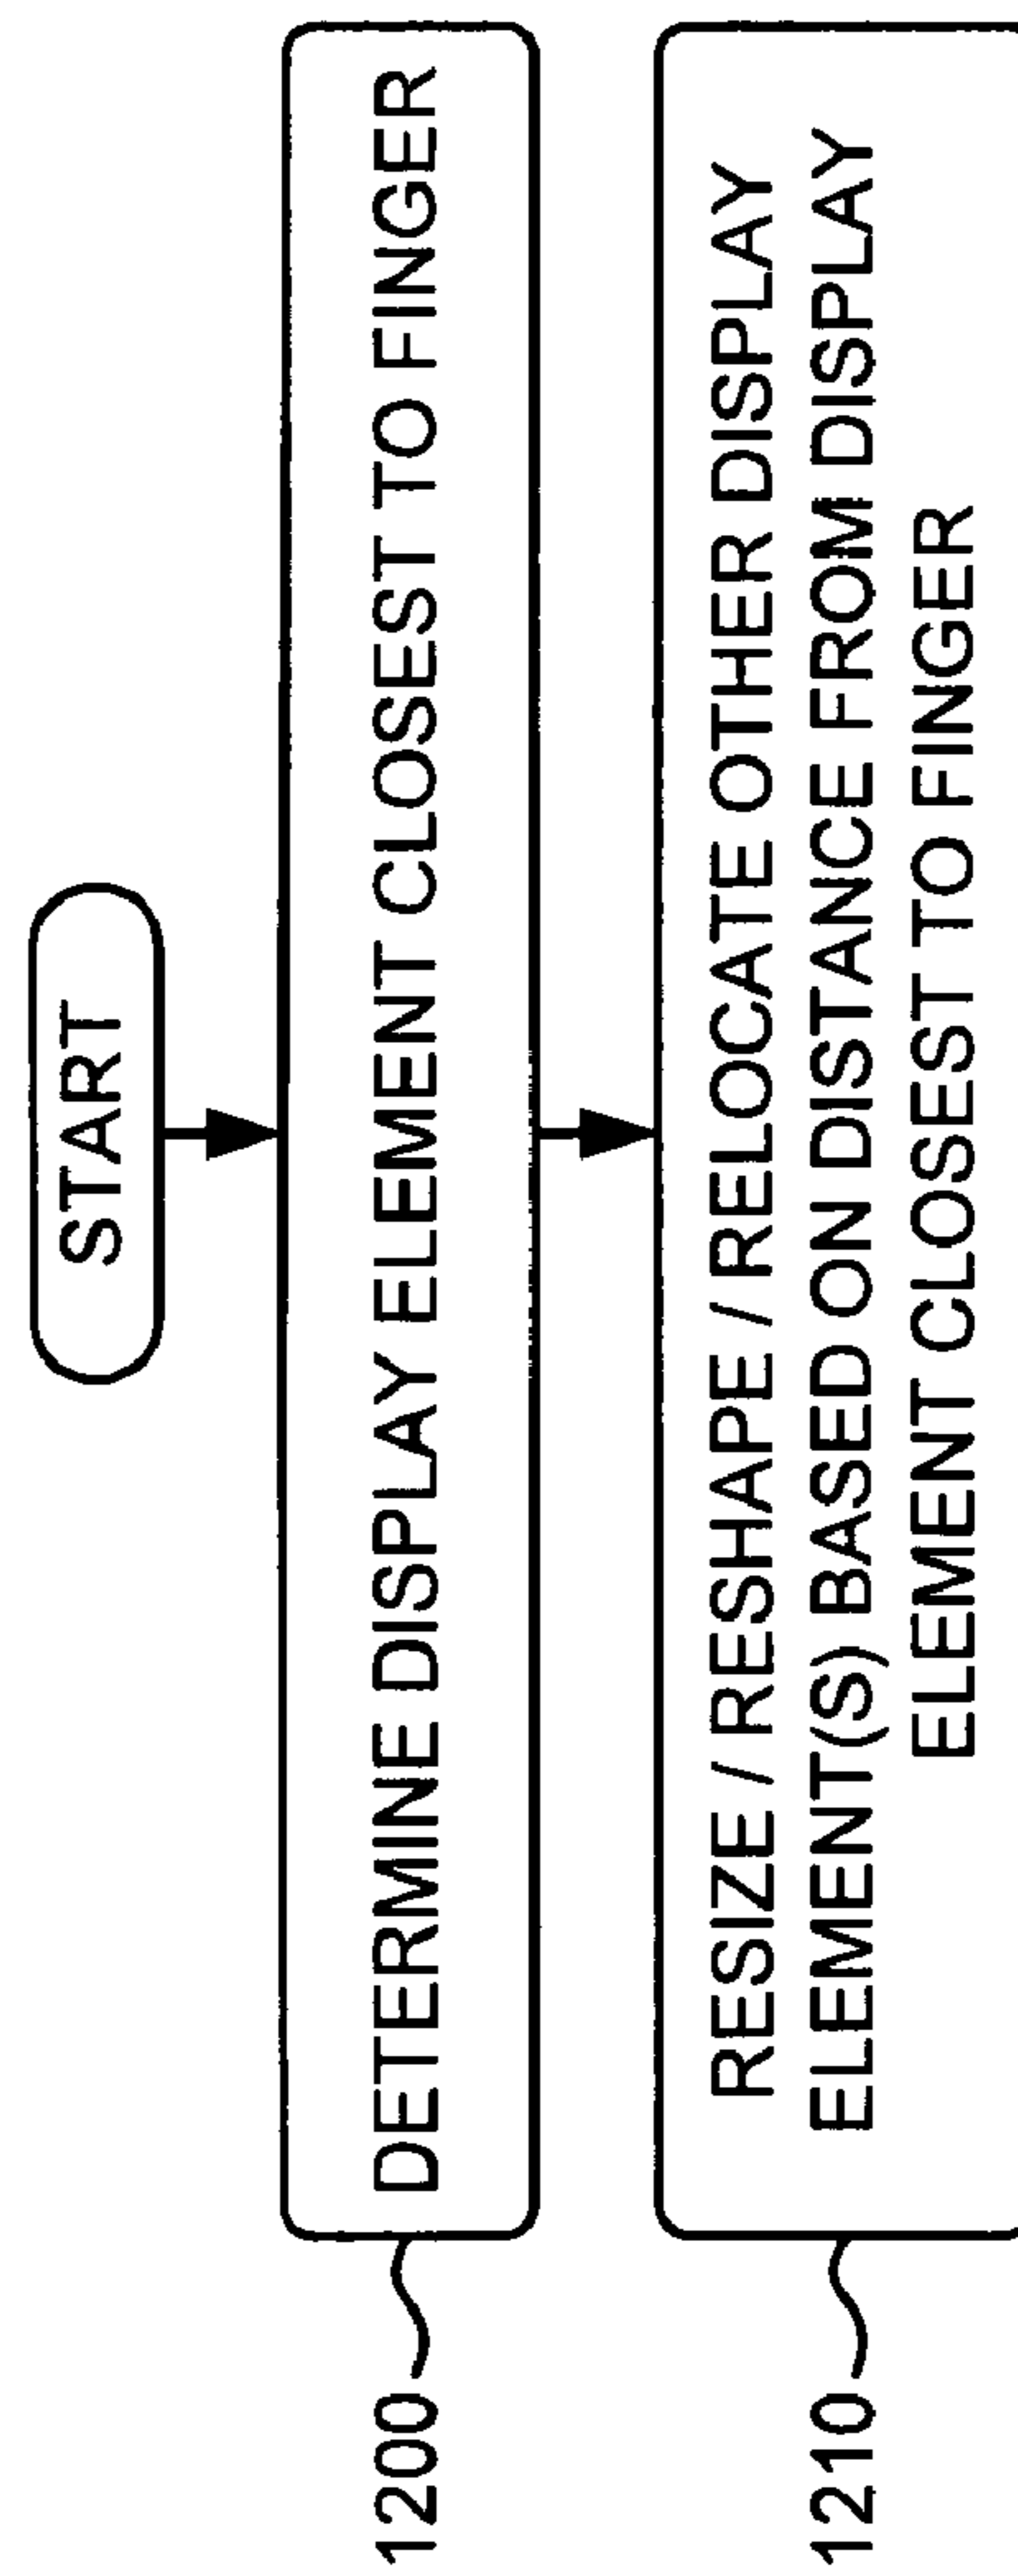 START
DETERMINE DISPLAY ELEMENT CLOSEST TO FINGER
1200
RESIZE / RESHAPE / RELOCATE OTHER DISPLAY
ELEMENT(S) BASED ON DISTANCE FROM DISPLAY
ELEMENT CLOSEST TO FINGER
1210